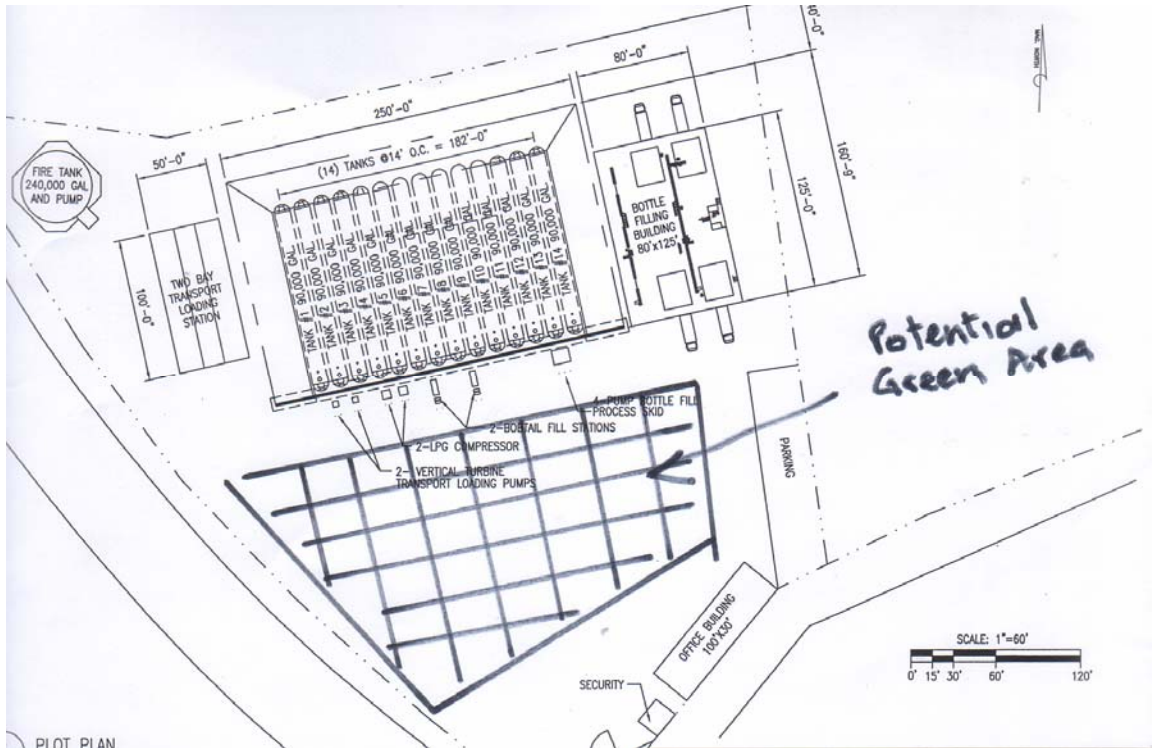 40'-0"
MAG. NORTH
80'-0"
250'-0"
50'-0"
(14) TANKS @14' O.C. = 182'-0"
FIRE TANK
240,000 GAL
AND PUMP
160'-9"
125'-0"
BOTTLE
FILLING
BUILDING
80'x125'
TWO BAY
TRANSPORT
LOADING
STATION
100'-0"
TANK #1 90,000 GAL
TANK #2 90,000 GAL
TANK #3 90,000 GAL
TANK #4 90,000 GAL
TANK #5 90,000 GAL
TANK #6 90,000 GAL
TANK #7 90,000 GAL
TANK #8 90,000 GAL
TANK #9 90,000 GAL
TANK #10 90,000 GAL
TANK #11 90,000 GAL
TANK #12 90,000 GAL
TANK #13 90,000 GAL
TANK #14 90,000 GAL
Potential
Green Area
4-PUMP BOTTLE FILL
PROCESS SKID
2-BOBTAIL FILL STATIONS
2-LPG COMPRESSOR
2- VERTICAL TURBINE
TRANSPORT LOADING PUMPS
PARKING
OFFICE BUILDING
100'X30'
SECURITY
SCALE: 1"=60'
0' 15' 30' 60' 120'
PLOT PLAN